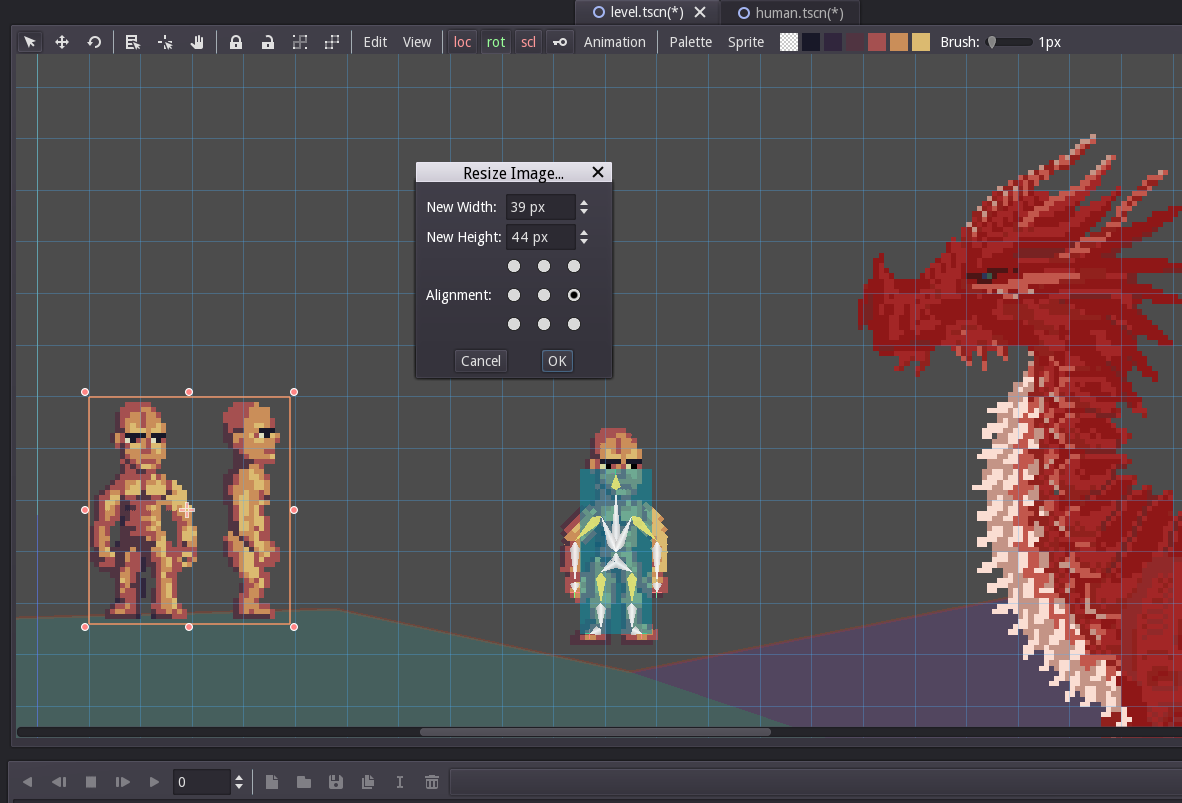 level.tscn(*) human.tscn(*)
Edit View loc rot scl Animation Palette Sprite Brush: 1px
Resize Image...
New Width: 39 px
New Height: 44 px
Alignment:
Cancel OK
0